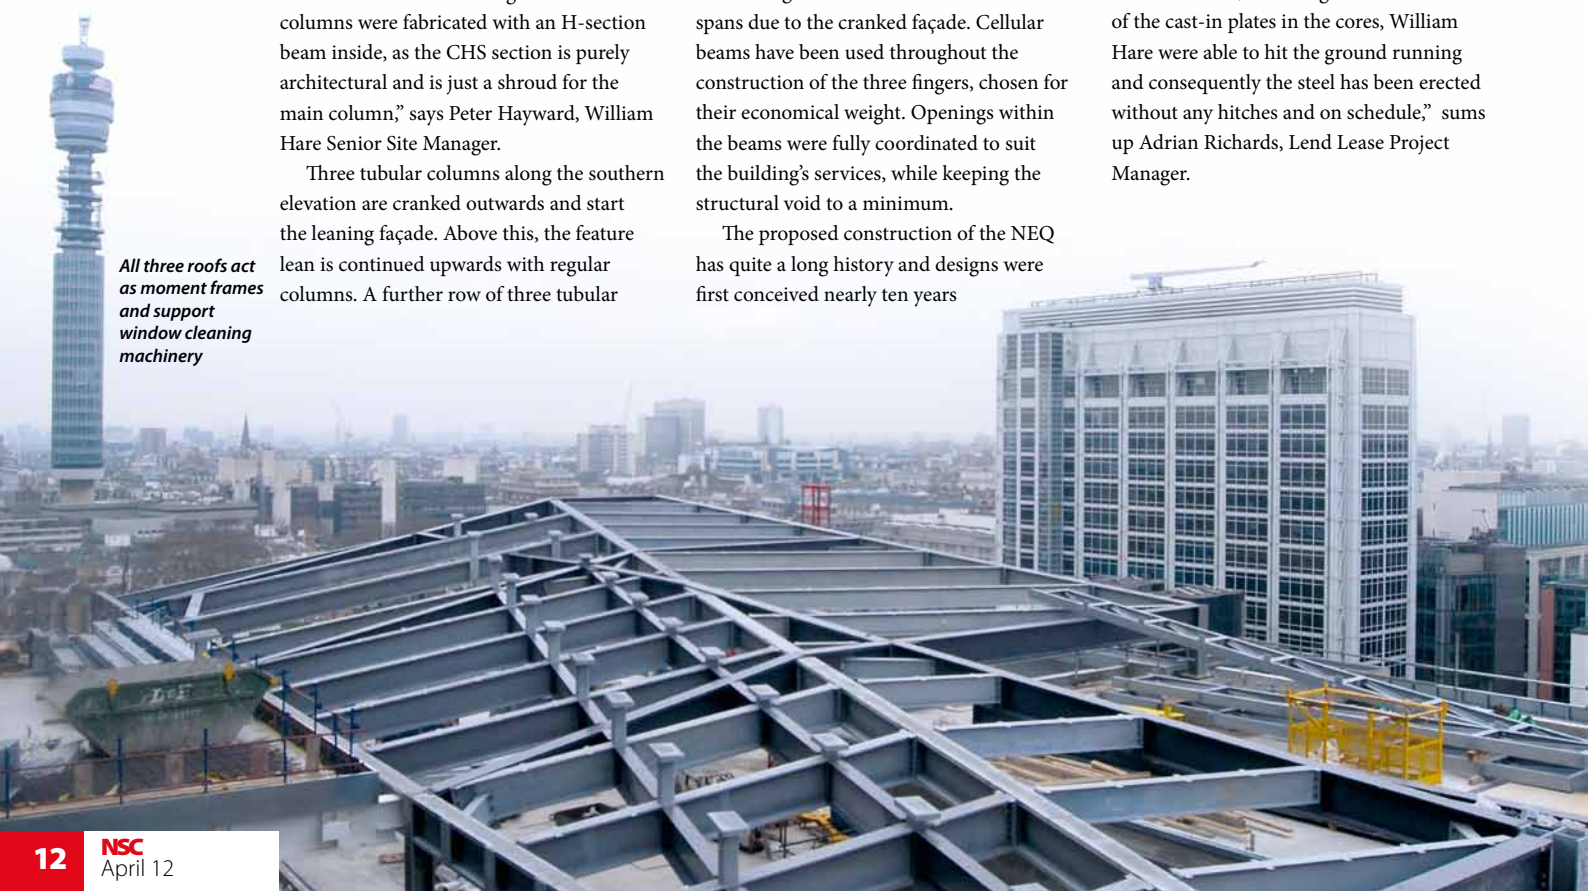 columns were fabricated with an H-section
beam inside, as the CHS section is purely
architectural and is just a shroud for the
main column,” says Peter Hayward, William
Hare Senior Site Manager.
Three tubular columns along the southern
elevation are cranked outwards and start
the leaning façade. Above this, the feature
lean is continued upwards with regular
columns. A further row of three tubular
spans due to the cranked façade. Cellular
beams have been used throughout the
construction of the three fingers, chosen for
their economical weight. Openings within
the beams were fully coordinated to suit
the building’s services, while keeping the
structural void to a minimum.
The proposed construction of the NEQ
has quite a long history and designs were
first conceived nearly ten years
of the cast-in plates in the cores, William
Hare were able to hit the ground running
and consequently the steel has been erected
without any hitches and on schedule,” sums
up Adrian Richards, Lend Lease Project
Manager.
All three roofs act
as moment frames
and support
window cleaning
machinery
12
NSC
April 12